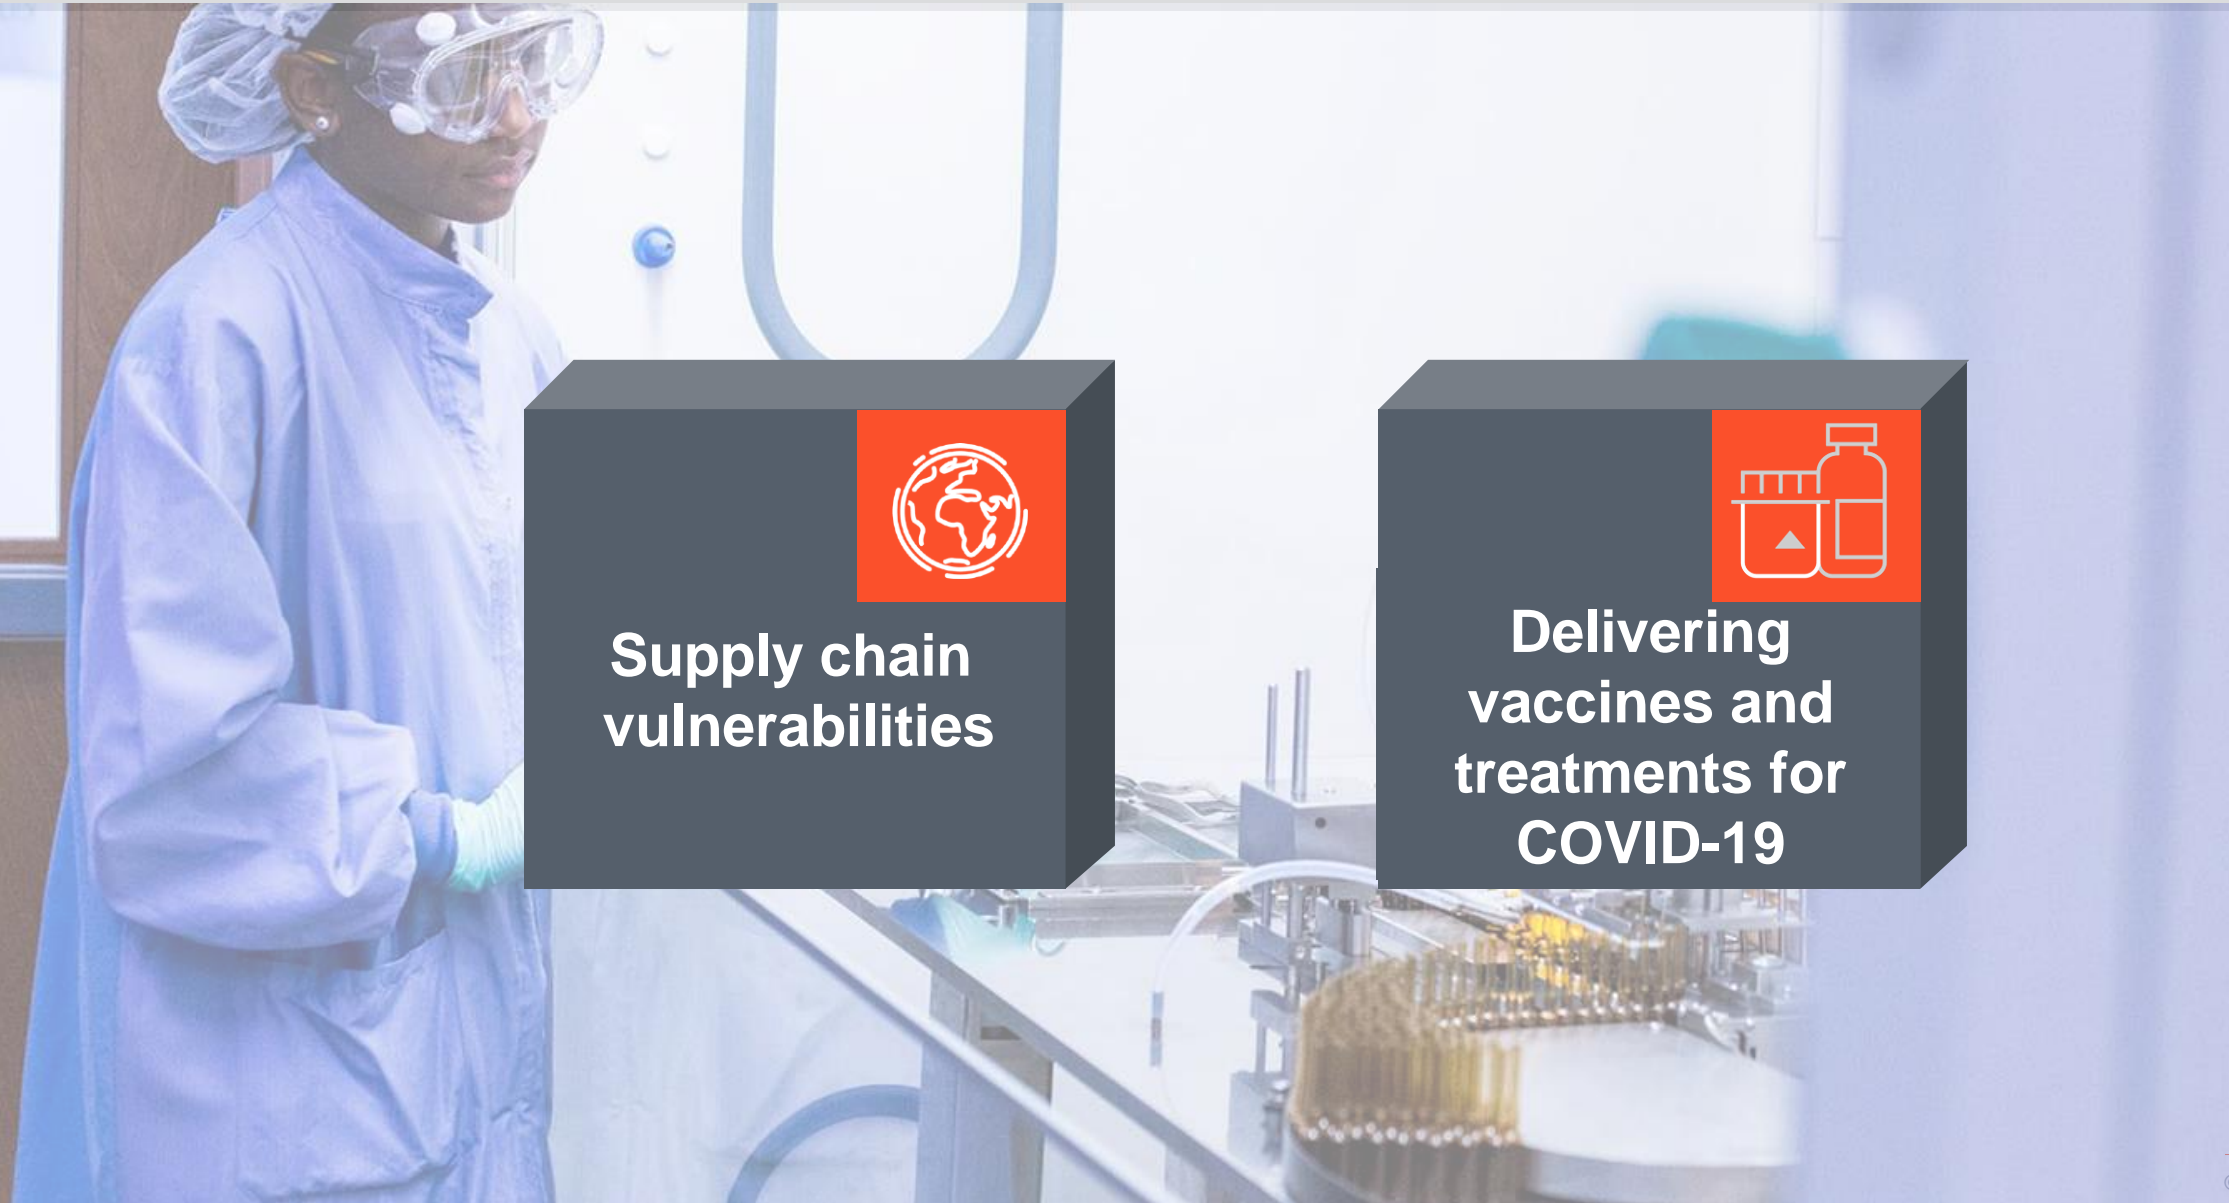 Supply chain
vulnerabilities
Delivering
vaccines and
treatments for
COVID-19